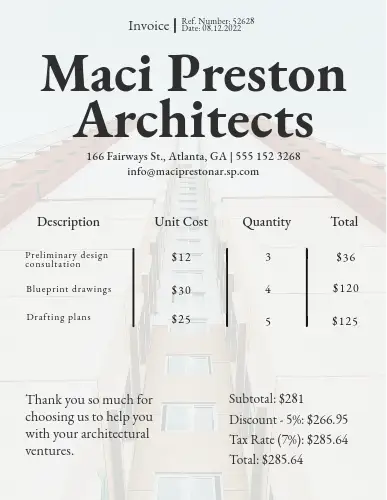 Invoice
Ref. Number: 52628
Date: 08.12.2022
Maci Preston
Architects
166 Fairways St., Atlanta, GA | 555 152 3268
info@maciprestonar.sp.com
Description Unit Cost Quantity Total
Preliminary design
consultation
$12 3 $36
Blueprint drawings $30 4 $120
Drafting plans $25 5 $125
Thank you so much for
choosing us to help you
with your architectural
ventures.
Subtotal: $281
Discount - 5%: $266.95
Tax Rate (7%): $285.64
Total: $285.64